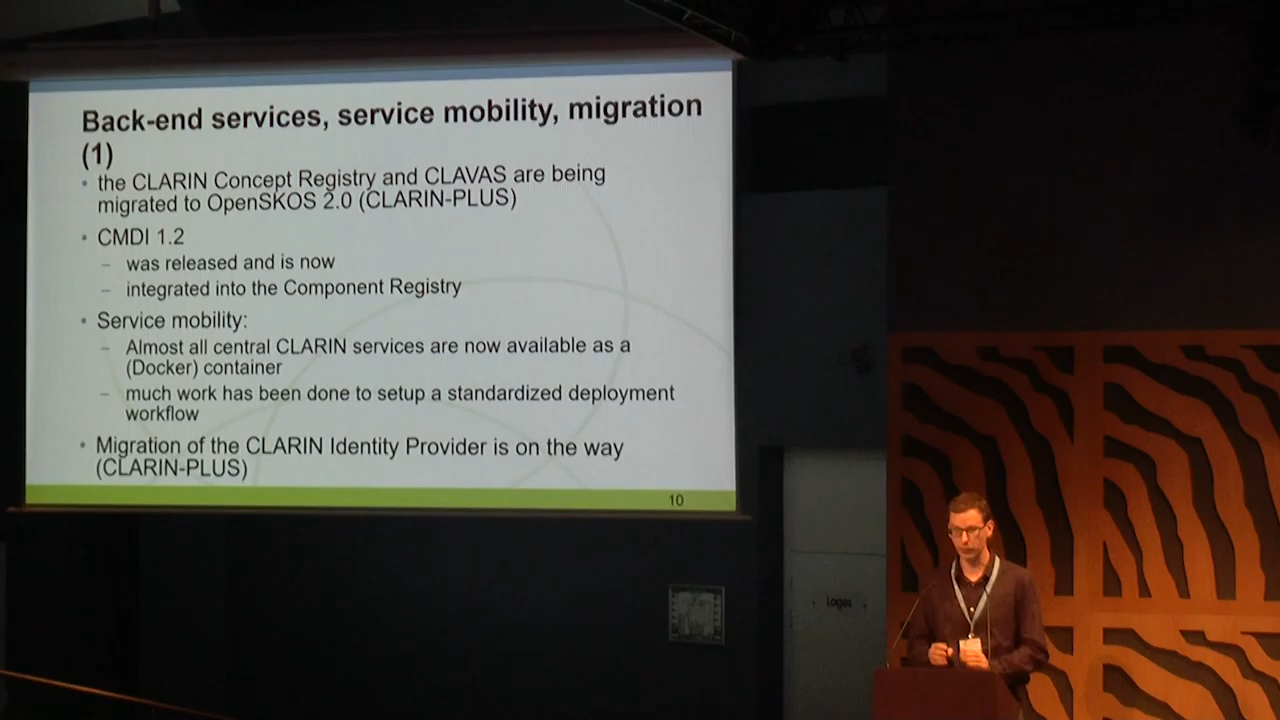 Back-end services, service mobility, migration
(1)
• the CLARIN Concept Registry and CLAVAS are being
migrated to OpenSKOS 2.0 (CLARIN-PLUS)
• CMDI 1.2
– was released and is now
– integrated into the Component Registry
• Service mobility:
– Almost all central CLARIN services are now available as a
(Docker) container
– much work has been done to setup a standardized deployment
workflow
• Migration of the CLARIN Identity Provider is on the way
(CLARIN-PLUS)
10
Loges